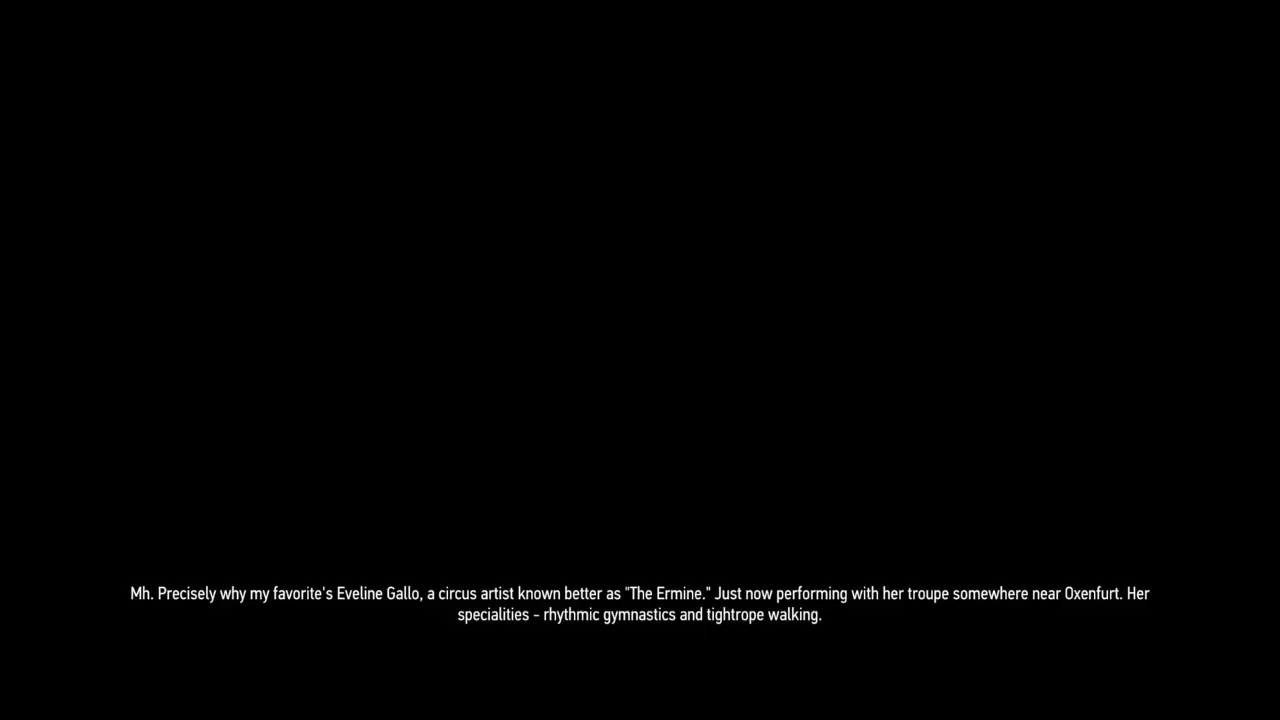 Mh. Precisely why my favorite's Eveline Gallo, a circus artist known better as "The Ermine." Just now performing with her troupe somewhere near Oxenfurt. Her
specialities - rhythmic gymnastics and tightrope walking.